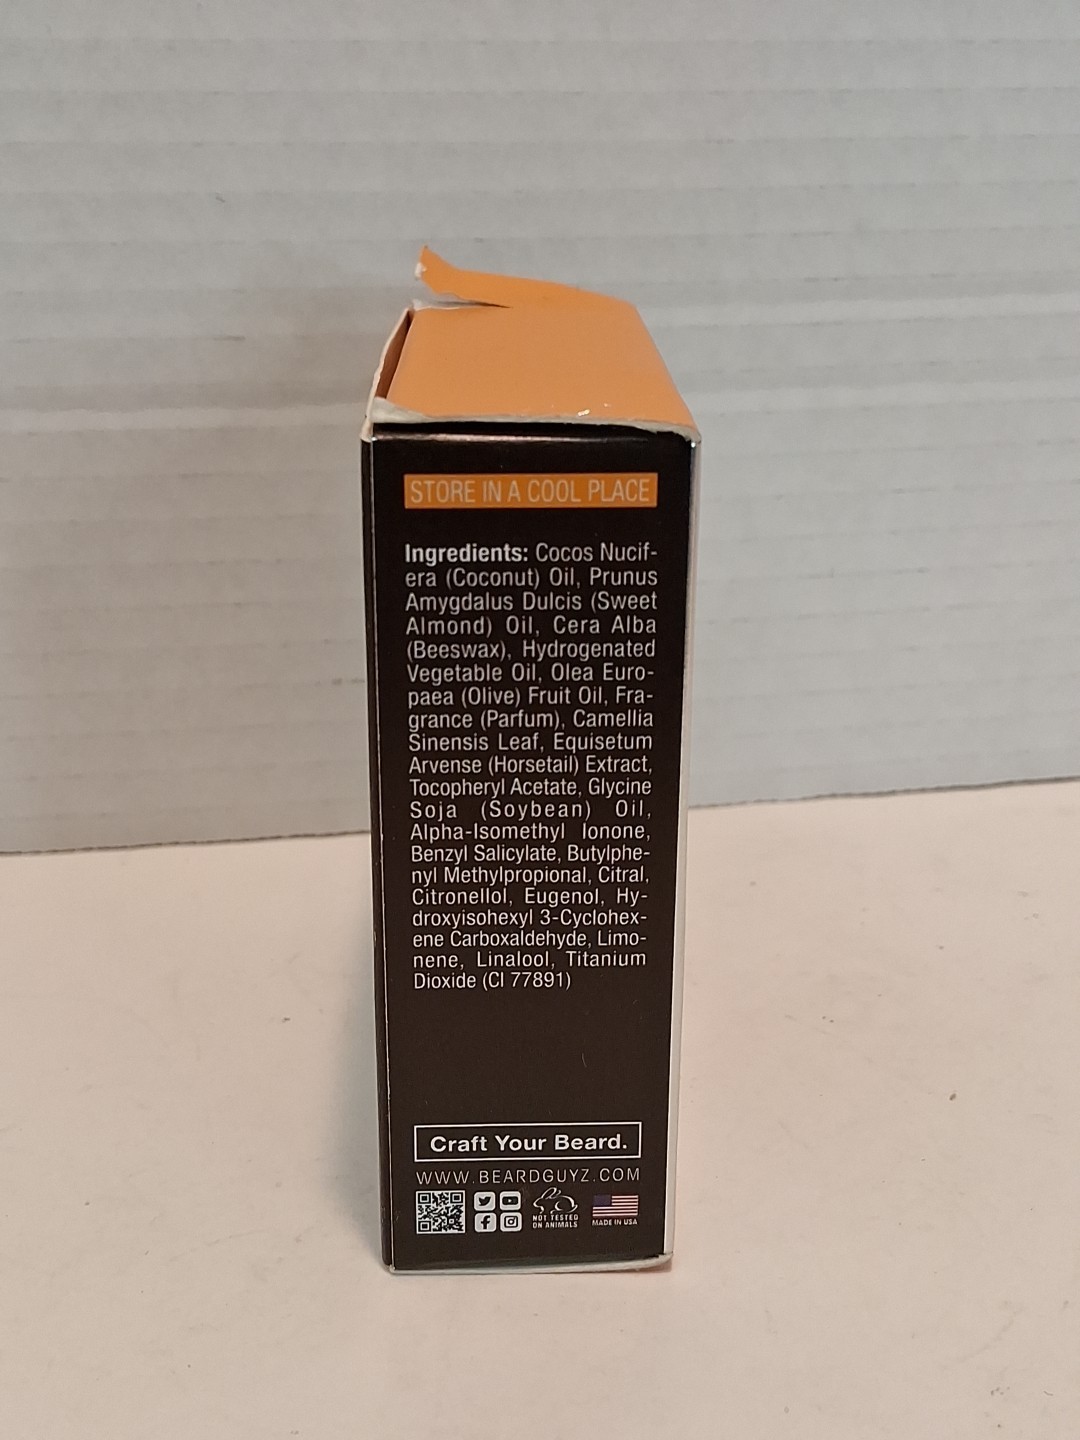 STORE IN A COOL PLACE
Ingredients: Cocos Nucif-
era (Coconut) Oil, Prunus
Amygdalus Dulcis (Sweet
Almond) Oil, Cera Alba
(Beeswax), Hydrogenated
Vegetable Oil, Olea Euro-
paea (Olive) Fruit Oil, Fra-
grance (Parfum), Camellia
Sinensis Leaf, Equisetum
Arvense (Horsetail) Extract,
Tocopheryl Acetate, Glycine
Soja (Soybean) Oil,
Alpha-Isomethyl Ionone,
Benzyl Salicylate, Butylphe-
nyl Methylpropional, Citral,
Citronellol, Eugenol, Hy-
droxyisohexyl 3-Cyclohex-
ene Carboxaldehyde, Limo-
nene, Linalool, Titanium
Dioxide (CI 77891)
Craft Your Beard.
WWW.BEARDGUYZ.COM
NOT TESTED
ON ANIMALS
MADE IN USA